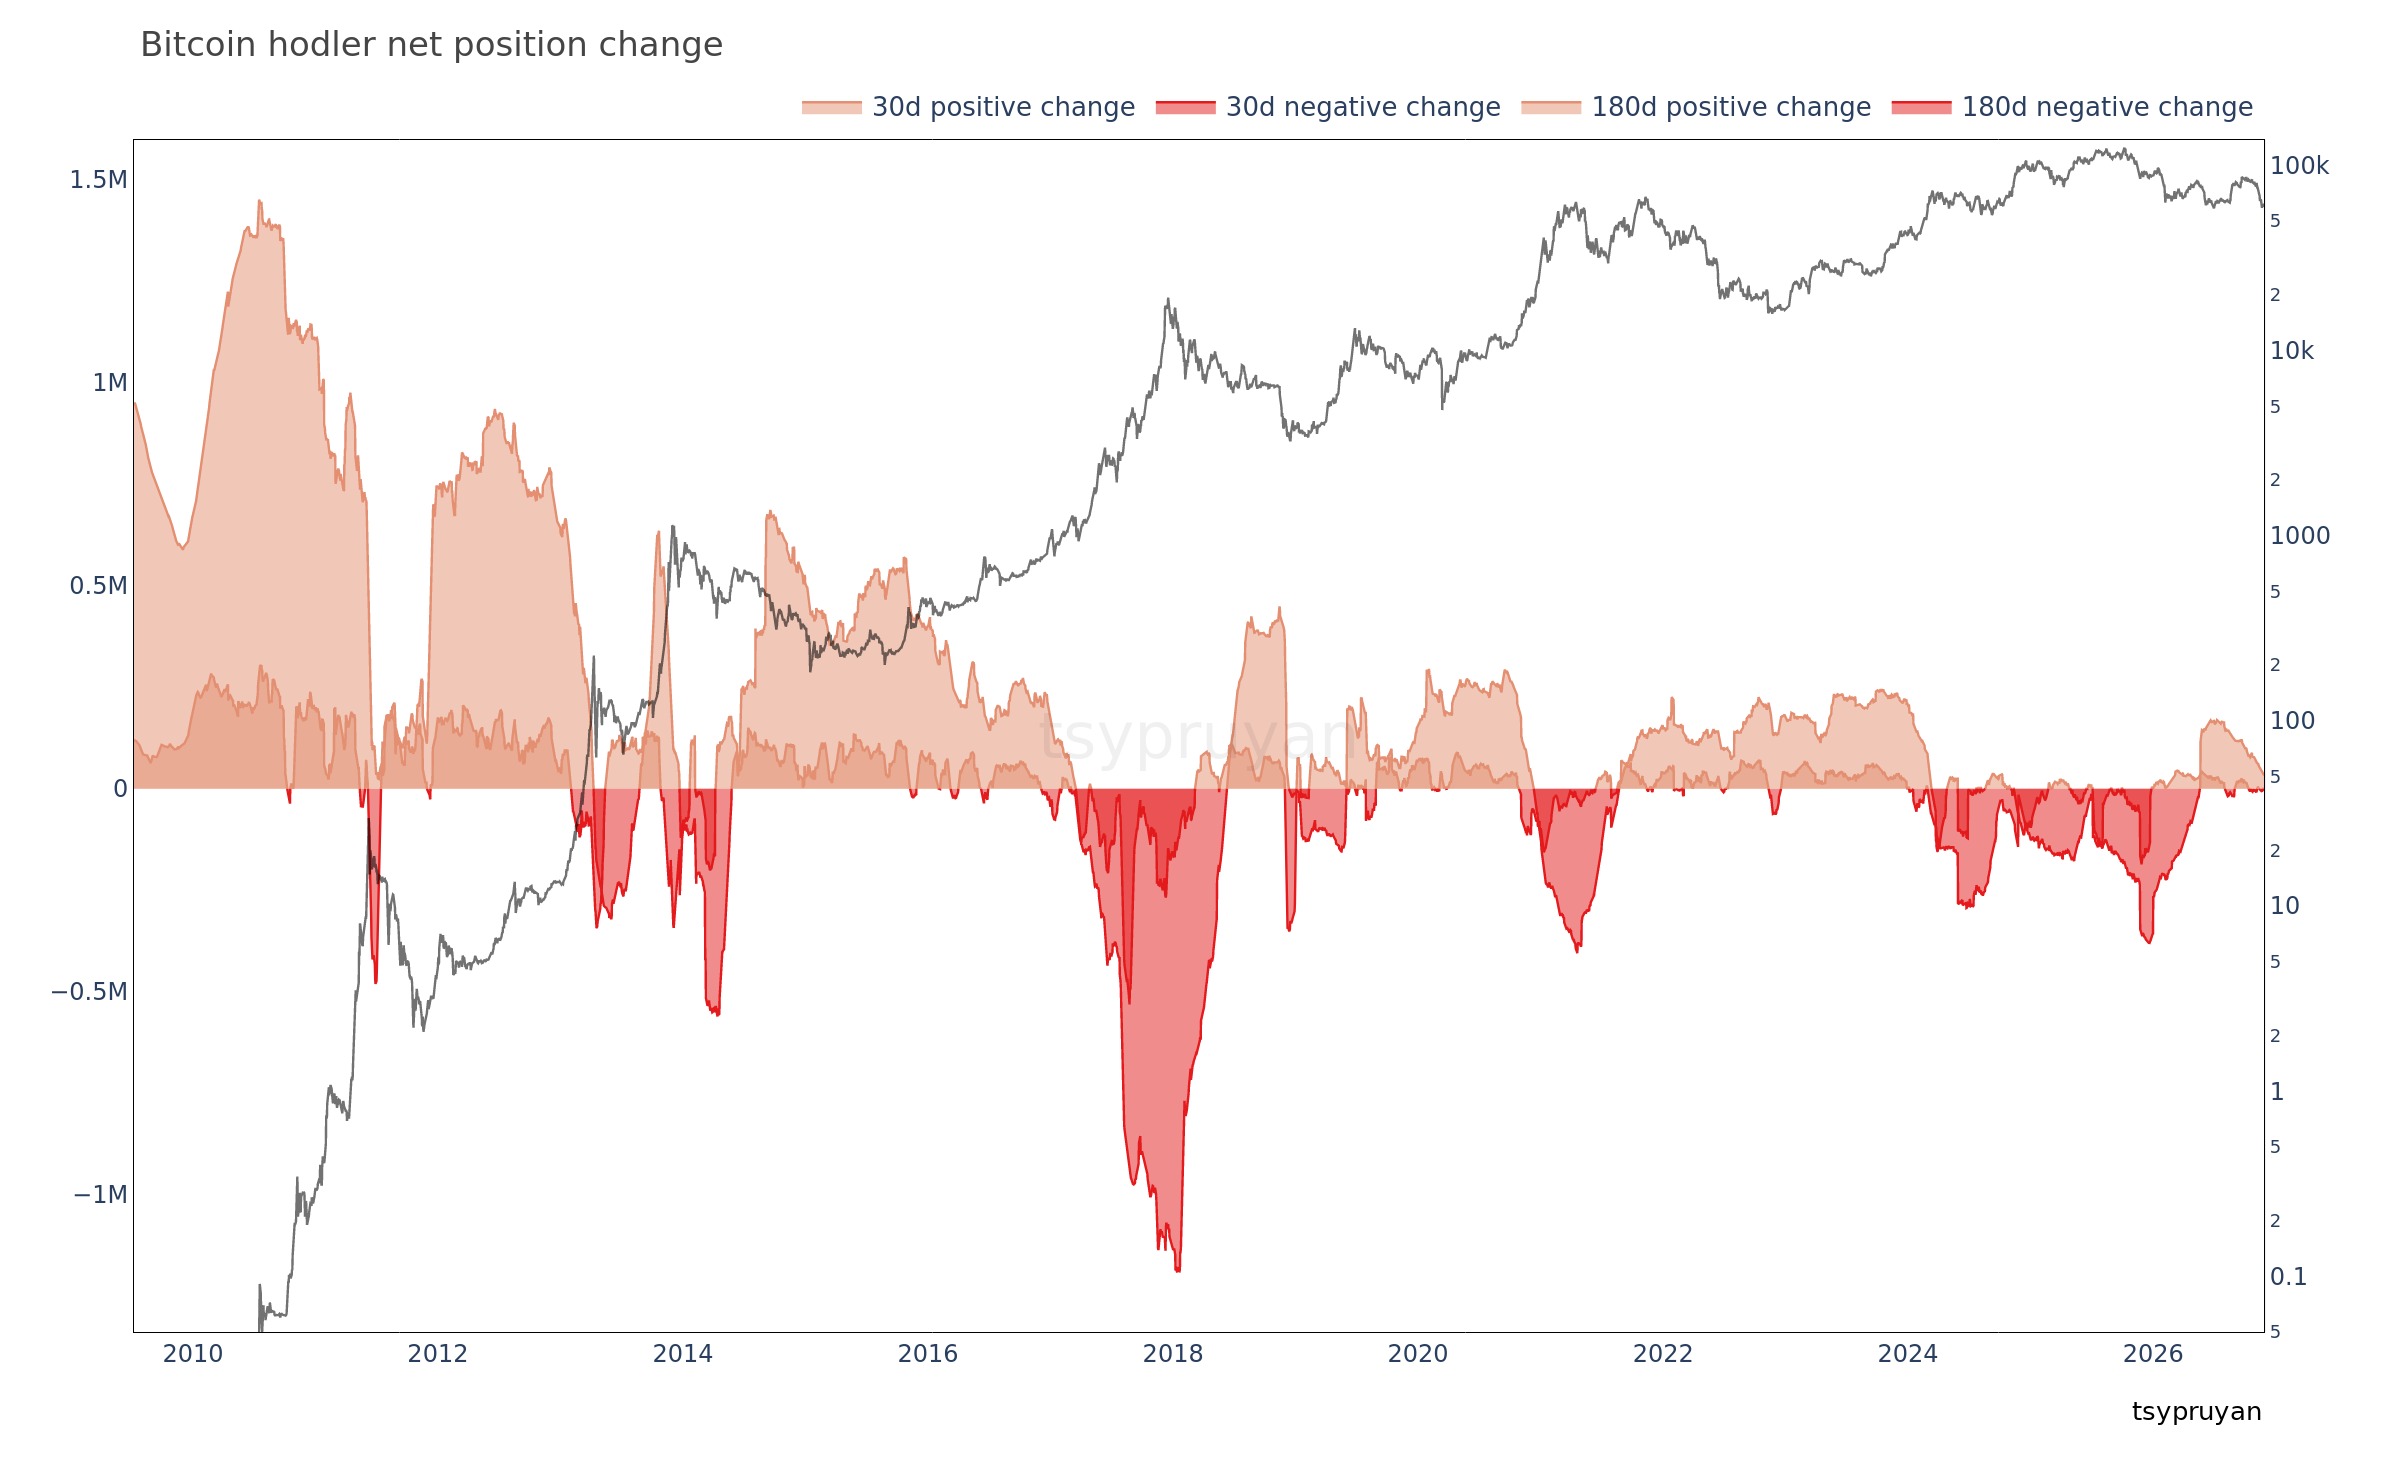 Bitcoin hodler net position change
30d positive change 30d negative change 180d positive change 180d negative change
1.5M
1M
0.5M
0
−0.5M
−1M
100k
5
2
10k
5
2
1000
5
2
100
5
2
10
5
2
1
5
2
0.1
5
tsypruyan
2010 2012 2014 2016 2018 2020 2022 2024 2026
tsypruyan